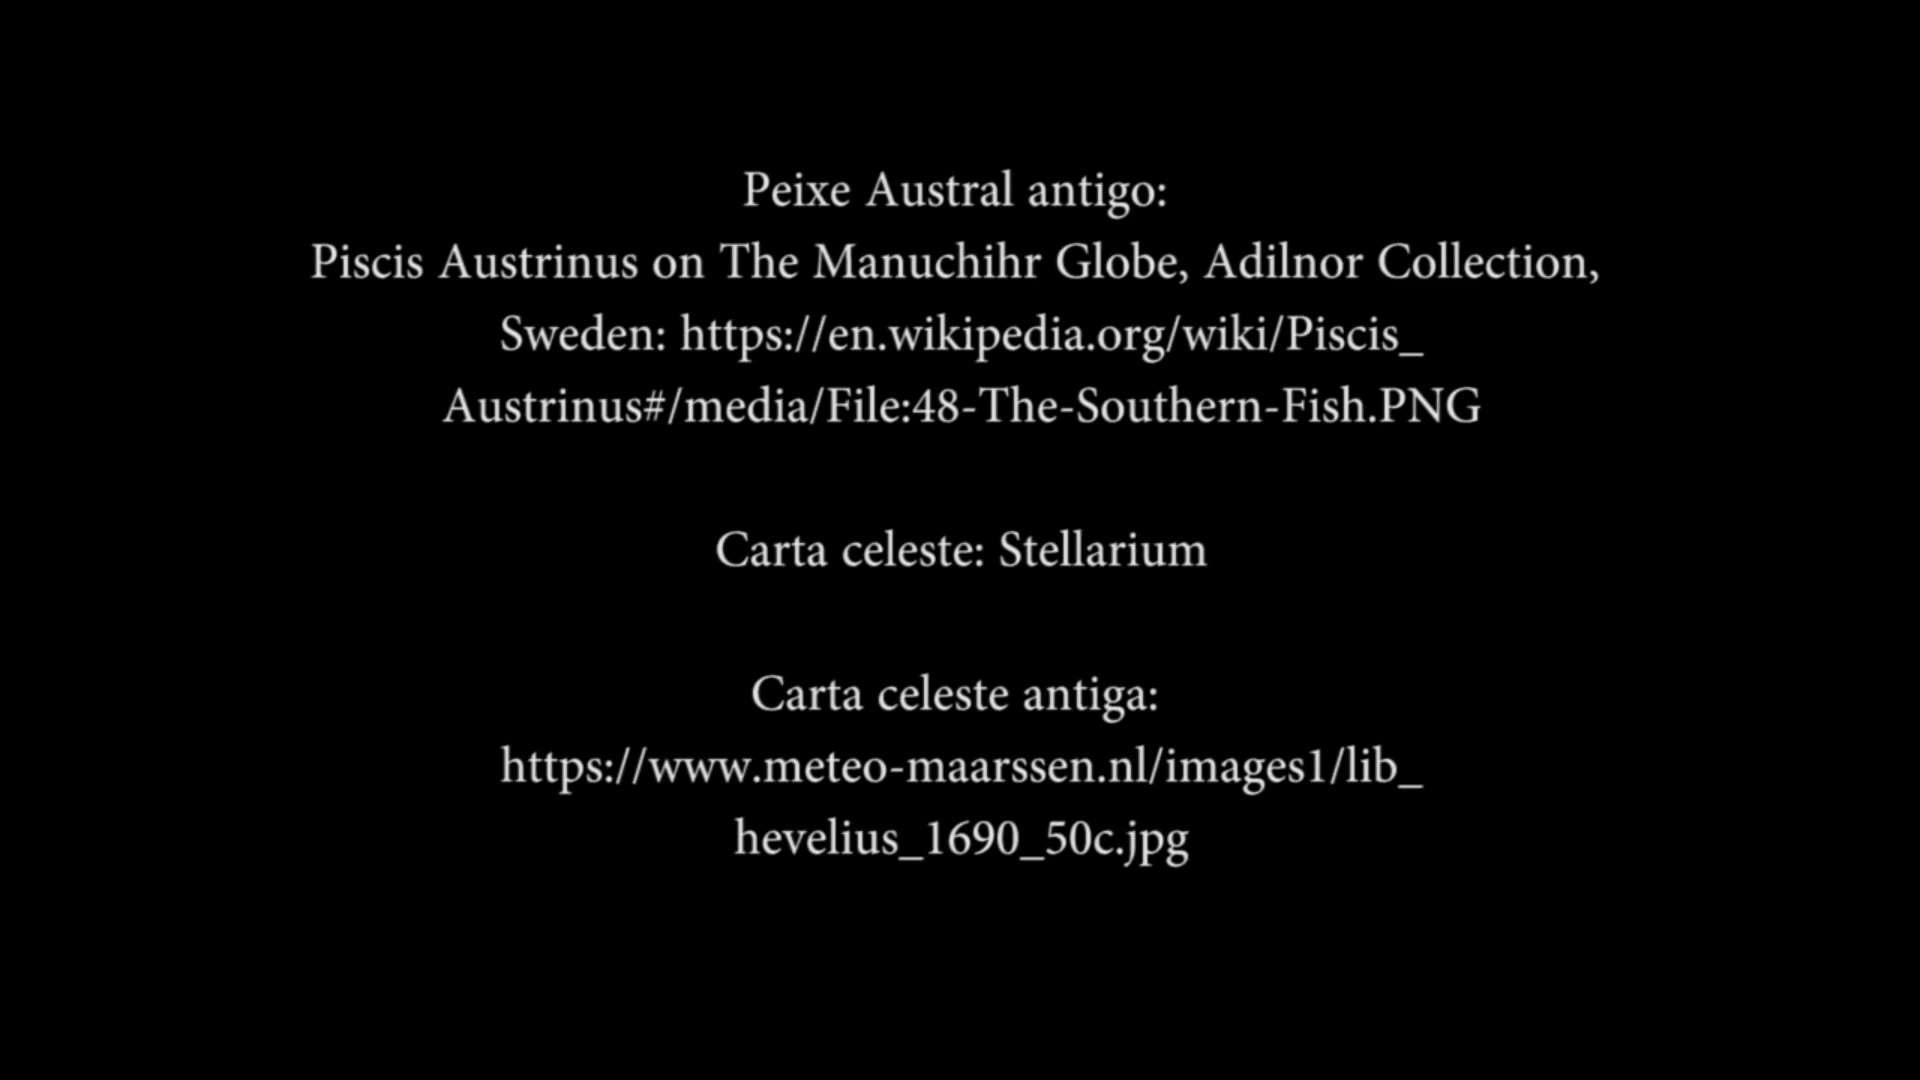 Peixe Austral antigo:
Piscis Austrinus on The Manuchihr Globe, Adilnor Collection,
Sweden: https://en.wikipedia.org/wiki/Piscis_
Austrinus#/media/File:48-The-Southern-Fish.PNG
Carta celeste: Stellarium
Carta celeste antiga:
https://www.meteo-maarssen.nl/images1/lib_
hevelius_1690_50c.jpg